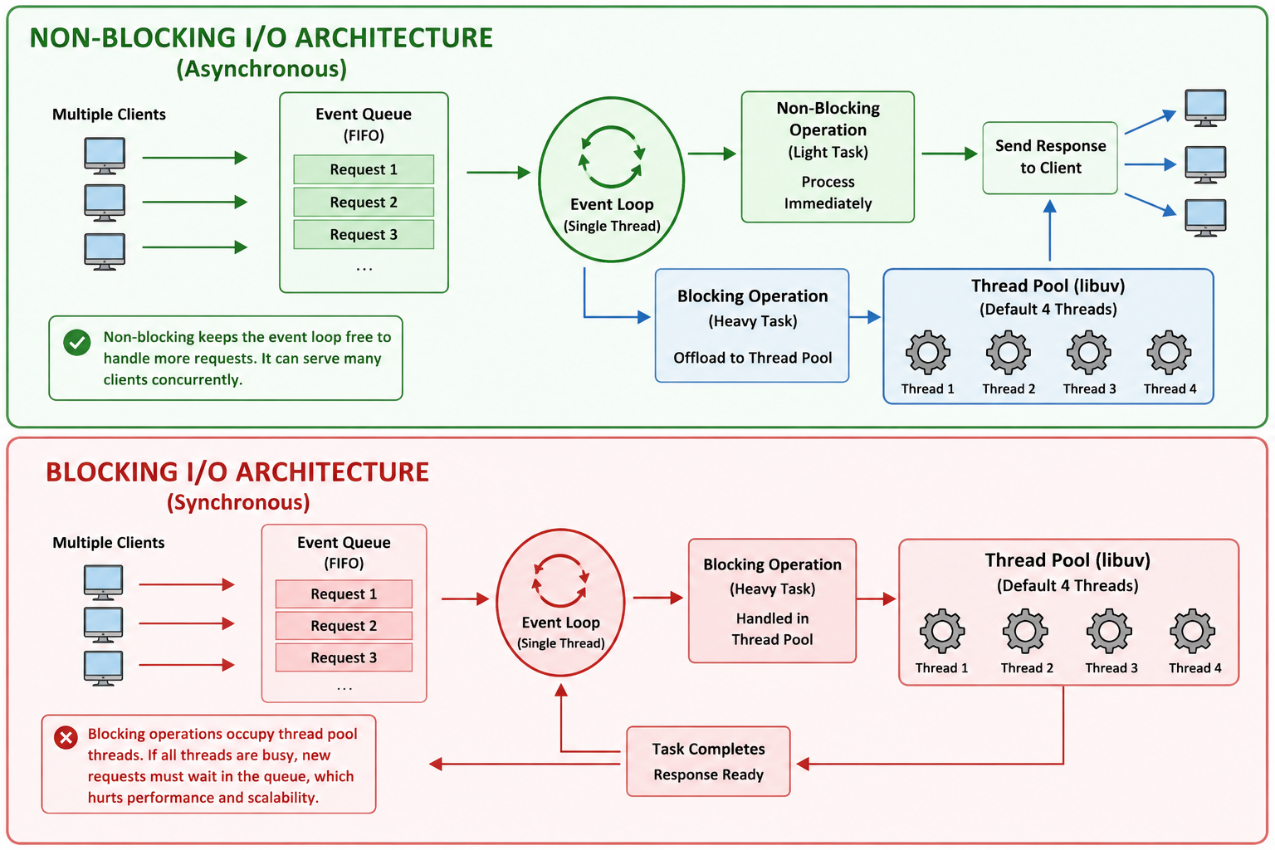 NON-BLOCKING I/O ARCHITECTURE
(Asynchronous)
Multiple Clients
Event Queue
(FIFO)
Request 1
Request 2
Request 3
...
Event Loop
(Single Thread)
Non-Blocking
Operation
(Light Task)
Process
Immediately
Send Response
to Client
Blocking Operation
(Heavy Task)
Offload to Thread Pool
Thread Pool (libuv)
(Default 4 Threads)
Thread 1
Thread 2
Thread 3
Thread 4
Non-blocking keeps the event loop free to
handle more requests. It can serve many
clients concurrently.
BLOCKING I/O ARCHITECTURE
(Synchronous)
Multiple Clients
Event Queue
(FIFO)
Request 1
Request 2
Request 3
...
Event Loop
(Single Thread)
Blocking Operation
(Heavy Task)
Handled in
Thread Pool
Thread Pool (libuv)
(Default 4 Threads)
Thread 1
Thread 2
Thread 3
Thread 4
Task Completes
Response Ready
Blocking operations occupy thread pool
threads. If all threads are busy, new
requests must wait in the queue, which
hurts performance and scalability.